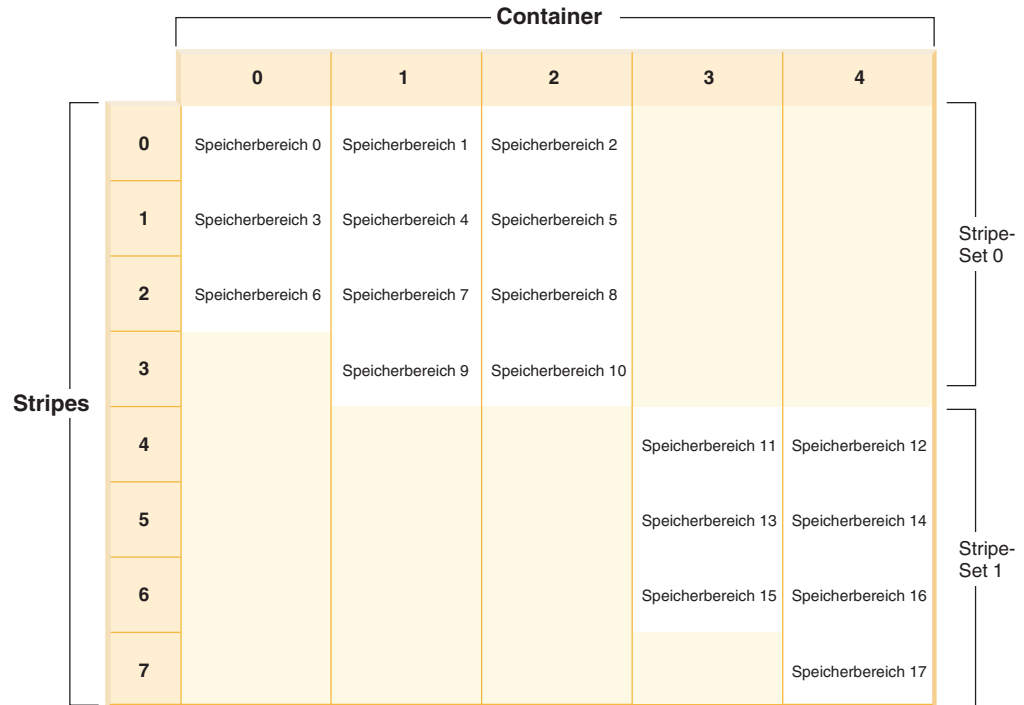 Container
0 1 2 3 4
0 Speicherbereich 0 Speicherbereich 1 Speicherbereich 2
1 Speicherbereich 3 Speicherbereich 4 Speicherbereich 5
Stripe-
Set 0
2 Speicherbereich 6 Speicherbereich 7 Speicherbereich 8
3 Speicherbereich 9 Speicherbereich 10
Stripes
4 Speicherbereich 11 Speicherbereich 12
5 Speicherbereich 13 Speicherbereich 14
Stripe-
Set 1
6 Speicherbereich 15 Speicherbereich 16
7 Speicherbereich 17